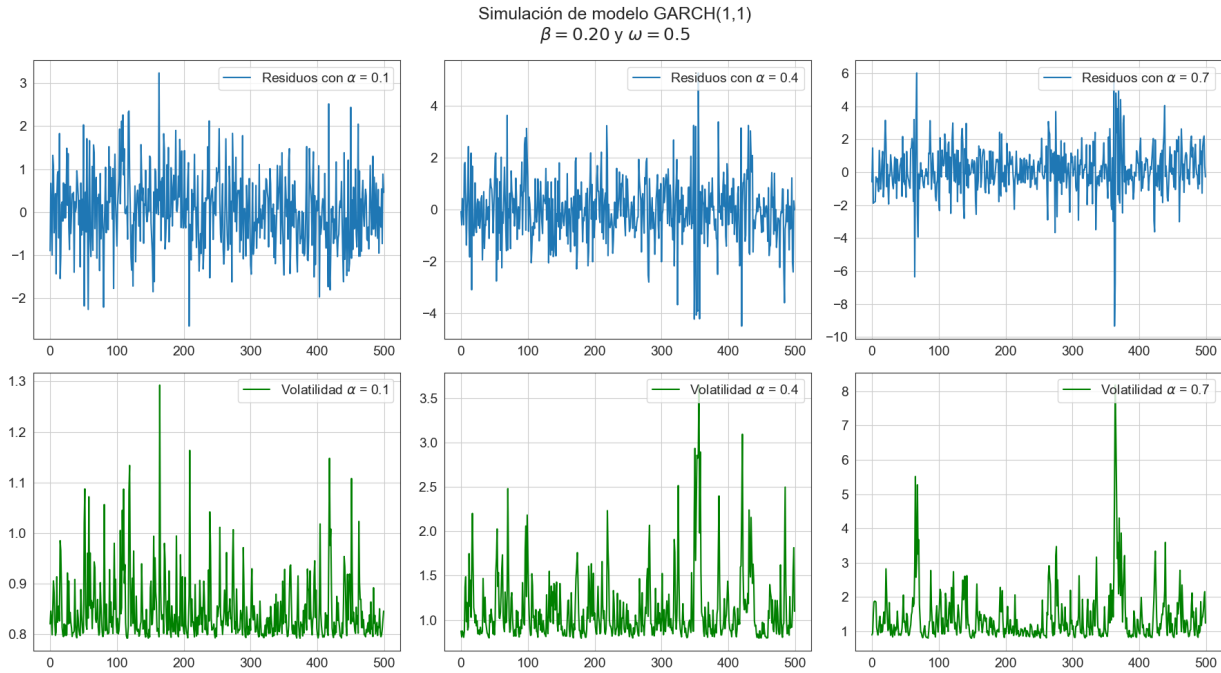 Simulación de modelo GARCH(1,1)
β = 0.20 y ω = 0.5
Residuos con α = 0.1
3
2
1
0
−1
−2
0 100 200 300 400 500
Residuos con α = 0.4
4
2
0
−2
−4
0 100 200 300 400 500
Residuos con α = 0.7
6
4
2
0
−2
−4
−6
−8
−10
0 100 200 300 400 500
Volatilidad α = 0.1
1.3
1.2
1.1
1.0
0.9
0.8
0 100 200 300 400 500
Volatilidad α = 0.4
3.5
3.0
2.5
2.0
1.5
1.0
0 100 200 300 400 500
Volatilidad α = 0.7
8
7
6
5
4
3
2
1
0 100 200 300 400 500